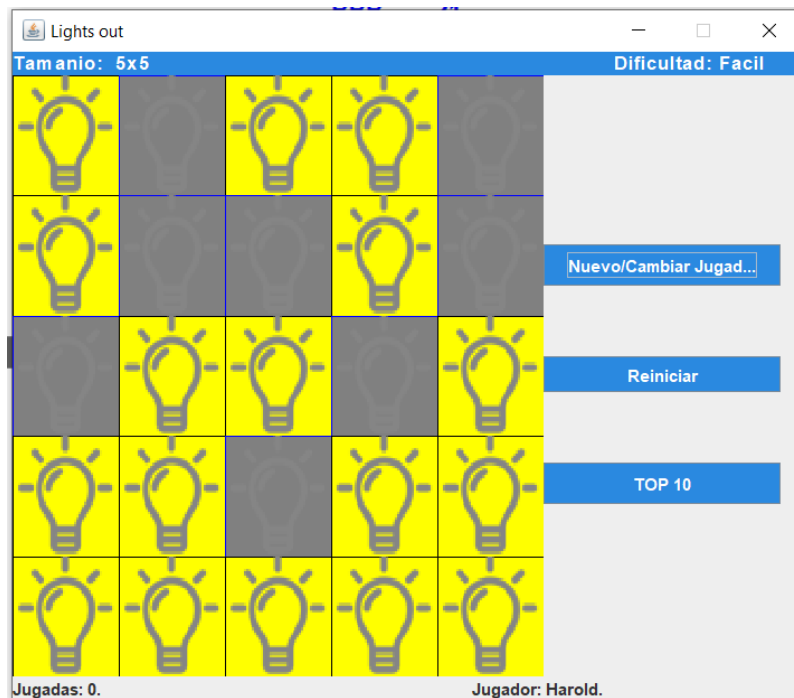 Lights out
Tamanio: 5x5 Dificultad: Facil
Nuevo/Cambiar Jugad...
Reiniciar
TOP 10
Jugadas: 0. Jugador: Harold.